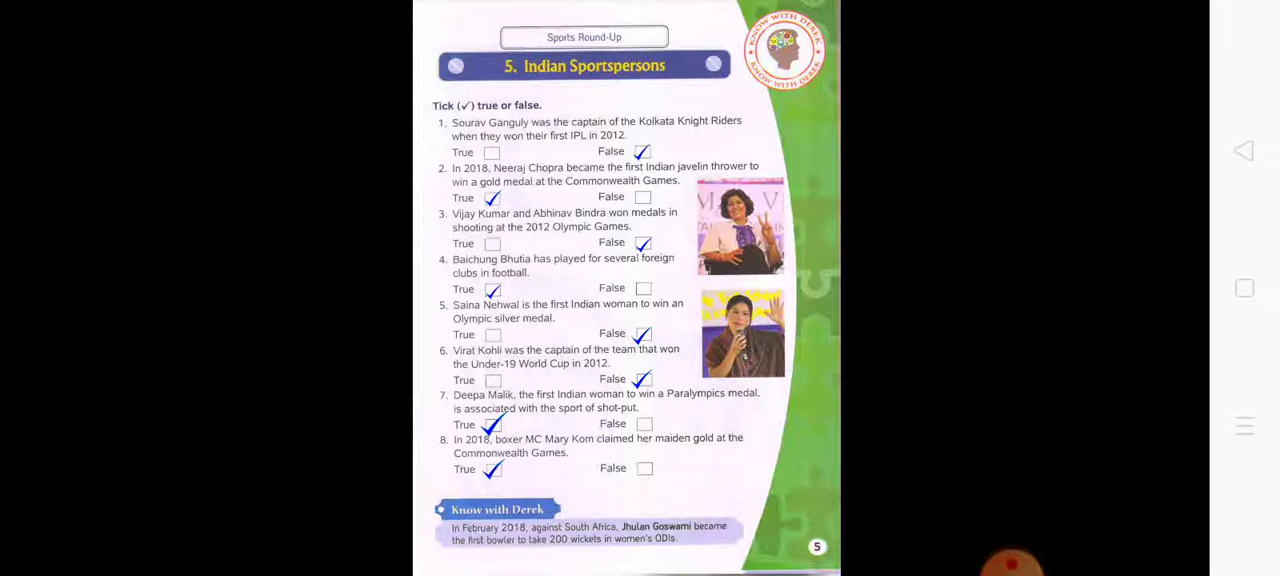 Sports Round-Up
KNOW WITH DEREK
KNOW WITH DEREK
5. Indian Sportspersons
Tick (✓) true or false.
1. Sourav Ganguly was the captain of the Kolkata Knight Riders
when they won their first IPL in 2012.
True False ✓
2. In 2018, Neeraj Chopra became the first Indian javelin thrower to
win a gold medal at the Commonwealth Games.
True ✓ False
3. Vijay Kumar and Abhinav Bindra won medals in
shooting at the 2012 Olympic Games.
True False ✓
4. Baichung Bhutia has played for several foreign
clubs in football.
True ✓ False
5. Saina Nehwal is the first Indian woman to win an
Olympic silver medal.
True False ✓
6. Virat Kohli was the captain of the team that won
the Under-19 World Cup in 2012.
True False ✓
7. Deepa Malik, the first Indian woman to win a Paralympics medal,
is associated with the sport of shot-put.
True ✓ False
8. In 2018, boxer MC Mary Kom claimed her maiden gold at the
Commonwealth Games.
True ✓ False
Know with Derek
In February 2018, against South Africa, Jhulan Goswami became
the first bowler to take 200 wickets in women's ODIs.
5